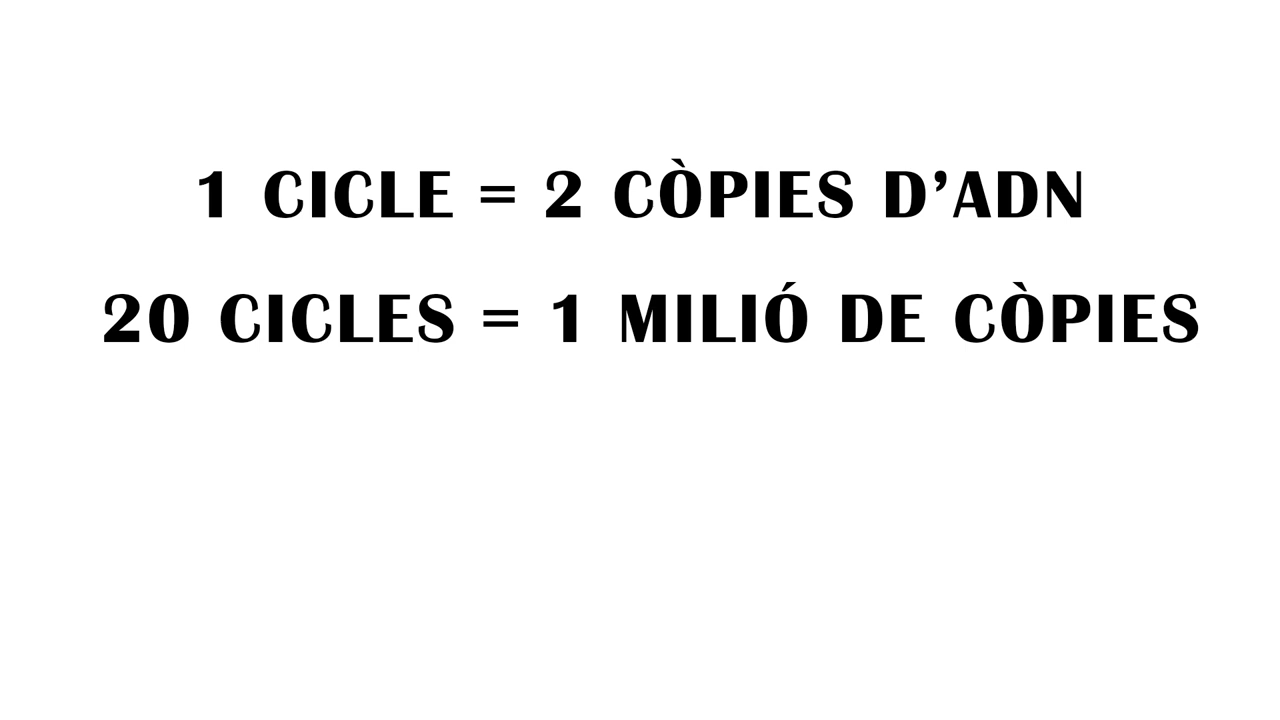 1 CICLE = 2 CÒPIES D’ADN
20 CICLES = 1 MILIÓ DE CÒPIES